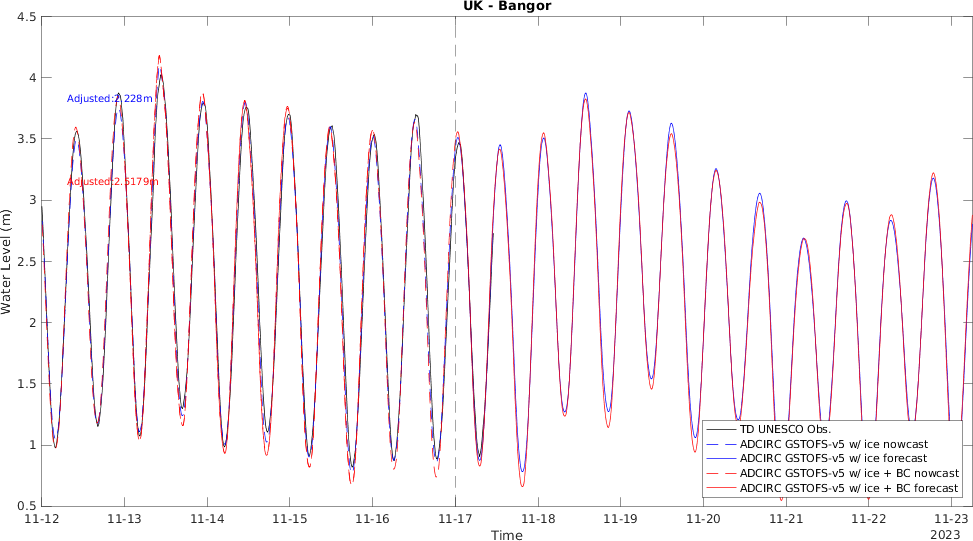 UK - Bangor
4.5
4
3.5
3
2.5
2
1.5
1
0.5
Water Level (m)
Adjusted:2.228m
Adjusted:2.5179m
TD UNESCO Obs.
ADCIRC GSTOFS-v5 w/ ice nowcast
ADCIRC GSTOFS-v5 w/ ice forecast
ADCIRC GSTOFS-v5 w/ ice + BC nowcast
ADCIRC GSTOFS-v5 w/ ice + BC forecast
11-12 11-13 11-14 11-15 11-16 11-17 11-18 11-19 11-20 11-21 11-22 11-23
Time
2023